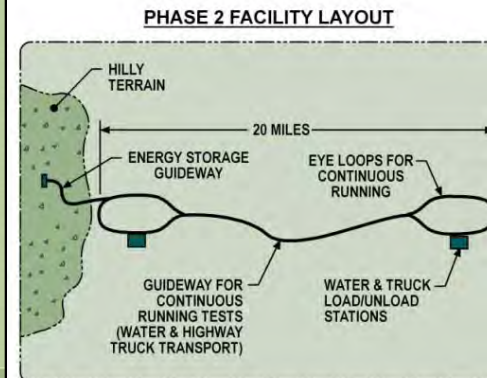 PHASE 2 FACILITY LAYOUT
HILLY
TERRAIN
20 MILES
ENERGY STORAGE
GUIDEWAY
EYE LOOPS FOR
CONTINUOUS
RUNNING
GUIDEWAY FOR
CONTINUOUS
RUNNING TESTS
(WATER & HIGHWAY
TRUCK TRANSPORT)
WATER & TRUCK
LOAD/UNLOAD
STATIONS